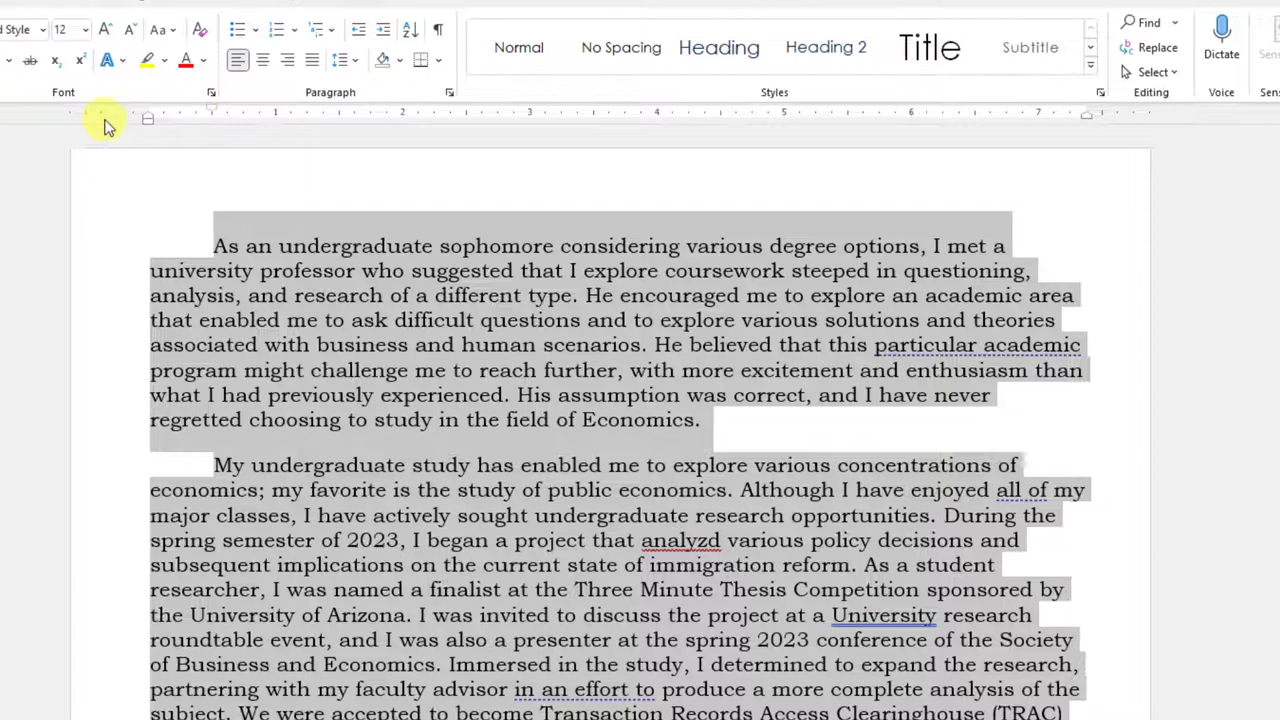 d Style 12 Aa Find
Normal No Spacing Heading Heading 2 Title Subtitle Replace Dictate Sens
ab x₂ x² A A Select
Font Paragraph Styles Editing Voice Sens
1 2 3 4 5 6 7
As an undergraduate sophomore considering various degree options, I met a
university professor who suggested that I explore coursework steeped in questioning,
analysis, and research of a different type. He encouraged me to explore an academic area
that enabled me to ask difficult questions and to explore various solutions and theories
associated with business and human scenarios. He believed that this particular academic
program might challenge me to reach further, with more excitement and enthusiasm than
what I had previously experienced. His assumption was correct, and I have never
regretted choosing to study in the field of Economics.
My undergraduate study has enabled me to explore various concentrations of
economics; my favorite is the study of public economics. Although I have enjoyed all of my
major classes, I have actively sought undergraduate research opportunities. During the
spring semester of 2023, I began a project that analyzd various policy decisions and
subsequent implications on the current state of immigration reform. As a student
researcher, I was named a finalist at the Three Minute Thesis Competition sponsored by
the University of Arizona. I was invited to discuss the project at a University research
roundtable event, and I was also a presenter at the spring 2023 conference of the Society
of Business and Economics. Immersed in the study, I determined to expand the research,
partnering with my faculty advisor in an effort to produce a more complete analysis of the
subject. We were accepted to become Transaction Records Access Clearinghouse (TRAC)